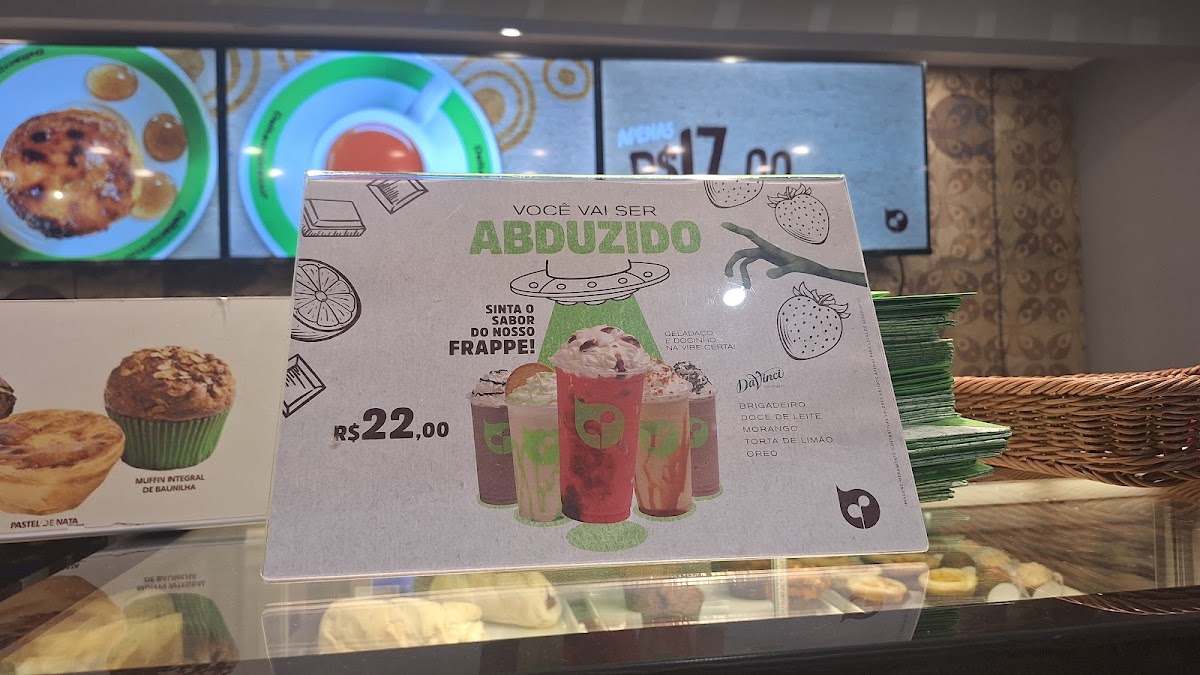 APENAS
R$17,00
VOCÊ VAI SER
ABDUZIDO
SINTA O
SABOR
DO NOSSO
FRAPPE!
GELADAÇO
E DOCINHO
NA VIBE CERTA!
R$22,00
DaVinci
BRIGADEIRO
DOCE DE LEITE
MORANGO
TORTA DE LIMÃO
OREO
MUFFIN INTEGRAL
DE BAUNILHA
PASTEL DE NATA